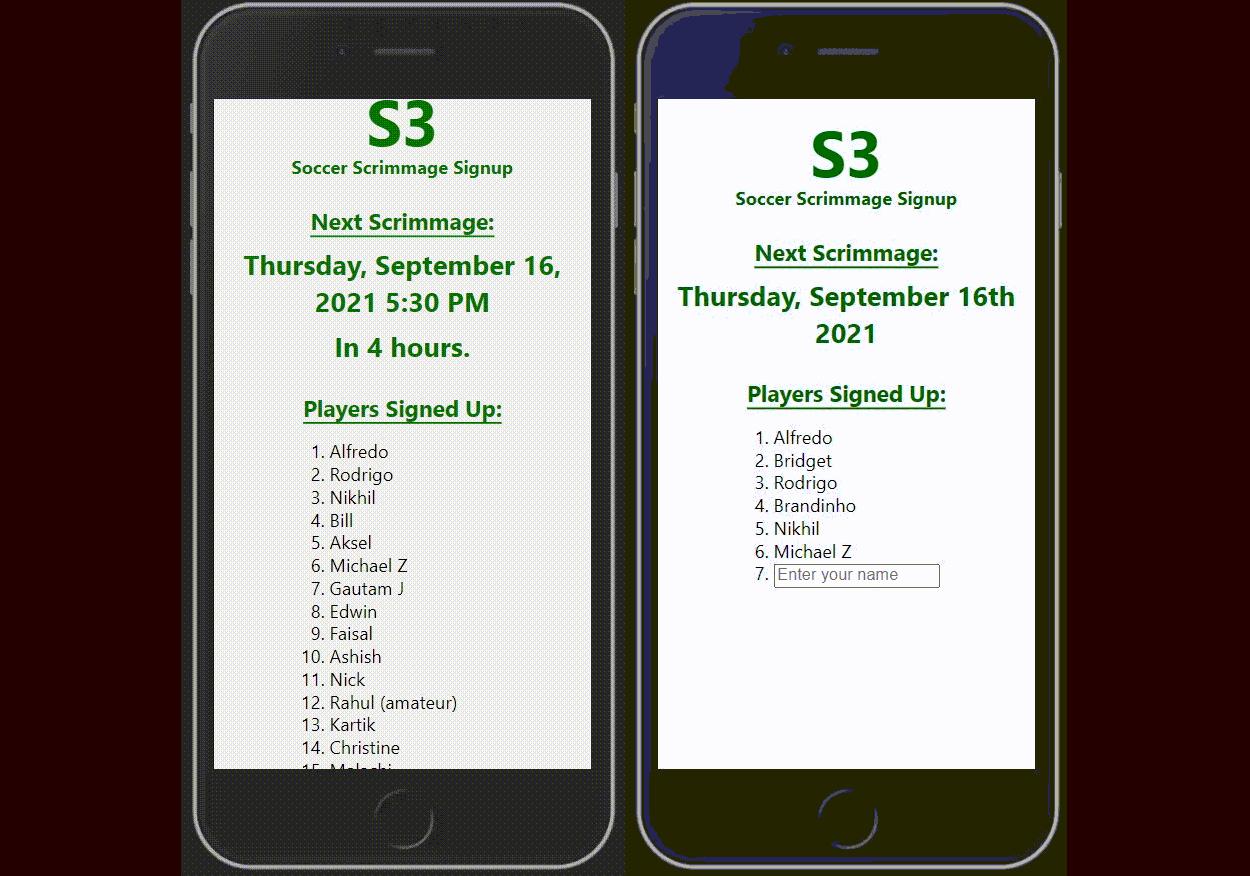 S3
Soccer Scrimmage Signup
Next Scrimmage:
Thursday, September 16,
2021 5:30 PM
In 4 hours.
Players Signed Up:
1. Alfredo
2. Rodrigo
3. Nikhil
4. Bill
5. Aksel
6. Michael Z
7. Gautam J
8. Edwin
9. Faisal
10. Ashish
11. Nick
12. Rahul (amateur)
13. Kartik
14. Christine
S3
Soccer Scrimmage Signup
Next Scrimmage:
Thursday, September 16th
2021
Players Signed Up:
1. Alfredo
2. Bridget
3. Rodrigo
4. Brandinho
5. Nikhil
6. Michael Z
7. Enter your name